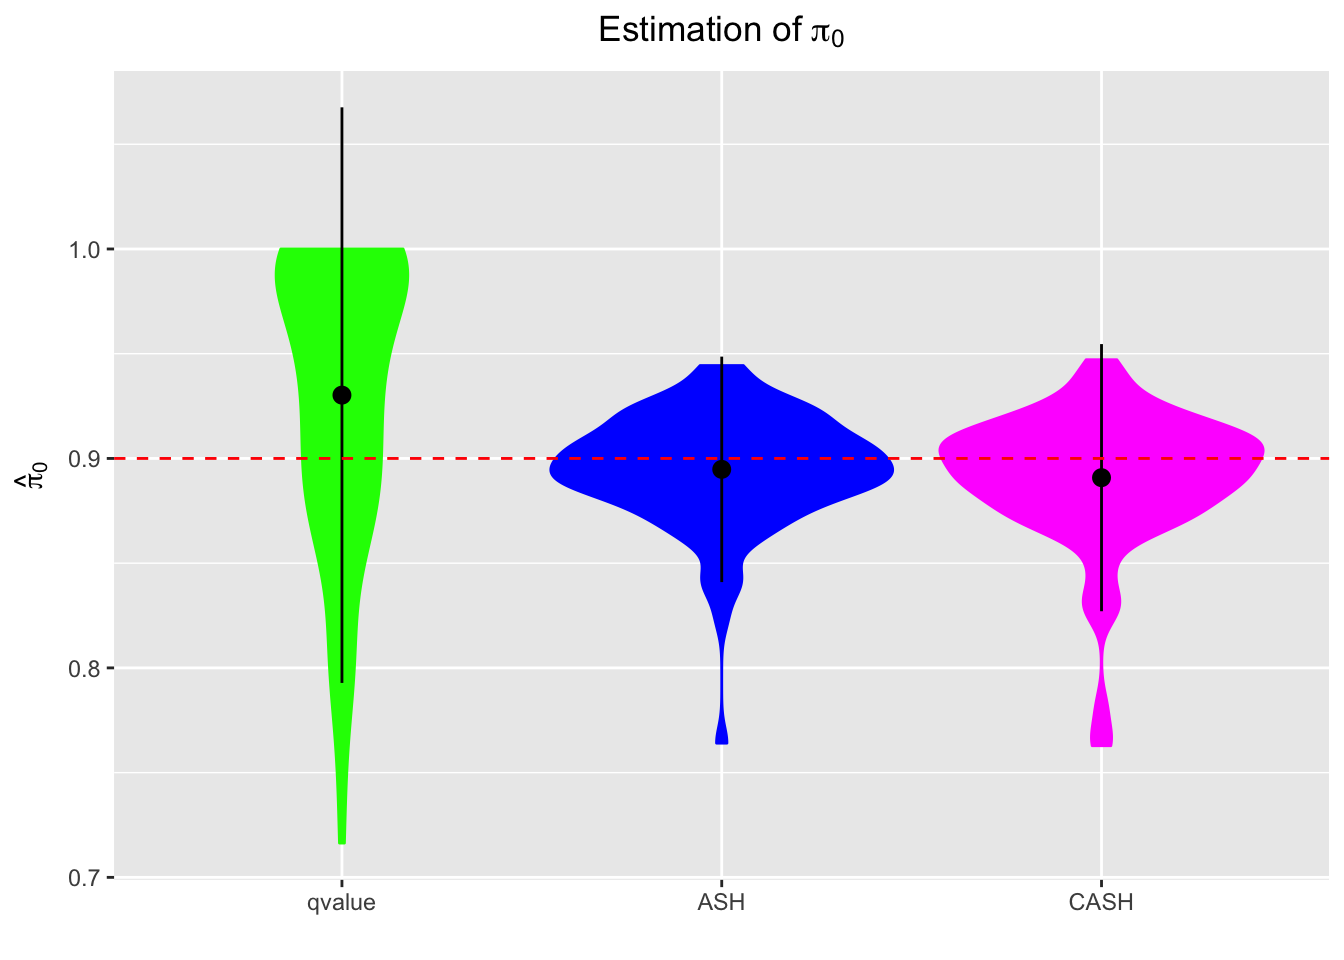 Estimation of π₀
1.0
0.9
0.8
0.7
π̂₀
qvalue ASH CASH